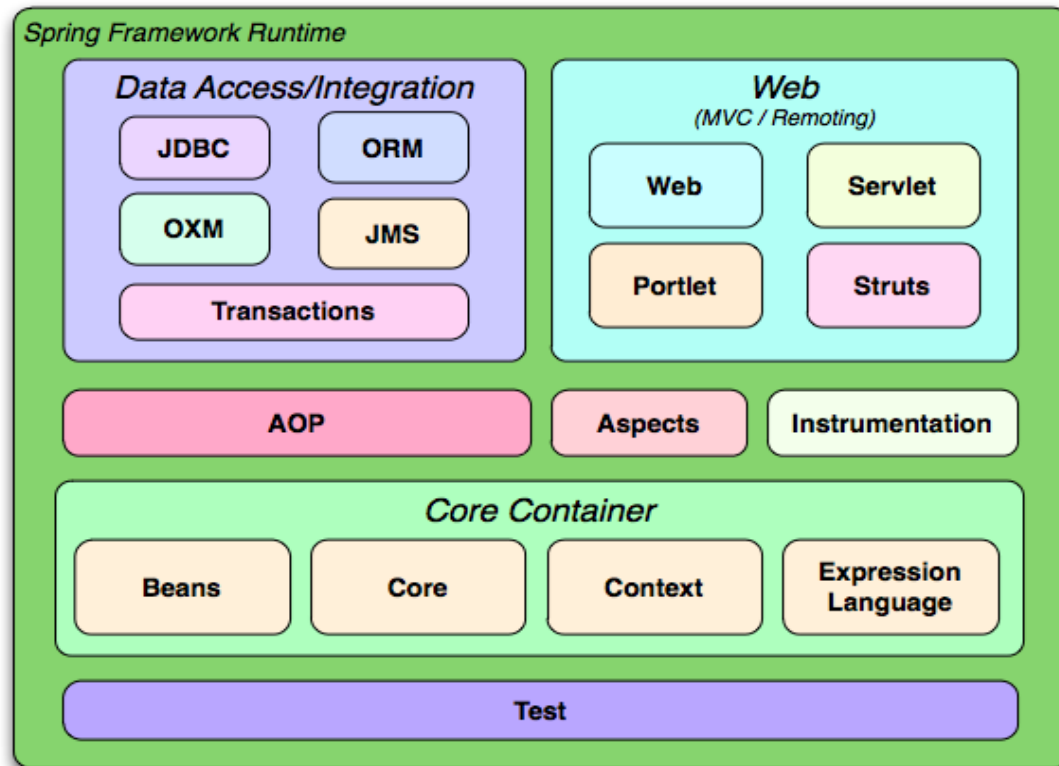 Spring Framework Runtime
Data Access/Integration
JDBC
ORM
OXM
JMS
Transactions
Web
(MVC / Remoting)
Web
Servlet
Portlet
Struts
AOP
Aspects
Instrumentation
Core Container
Beans
Core
Context
Expression
Language
Test